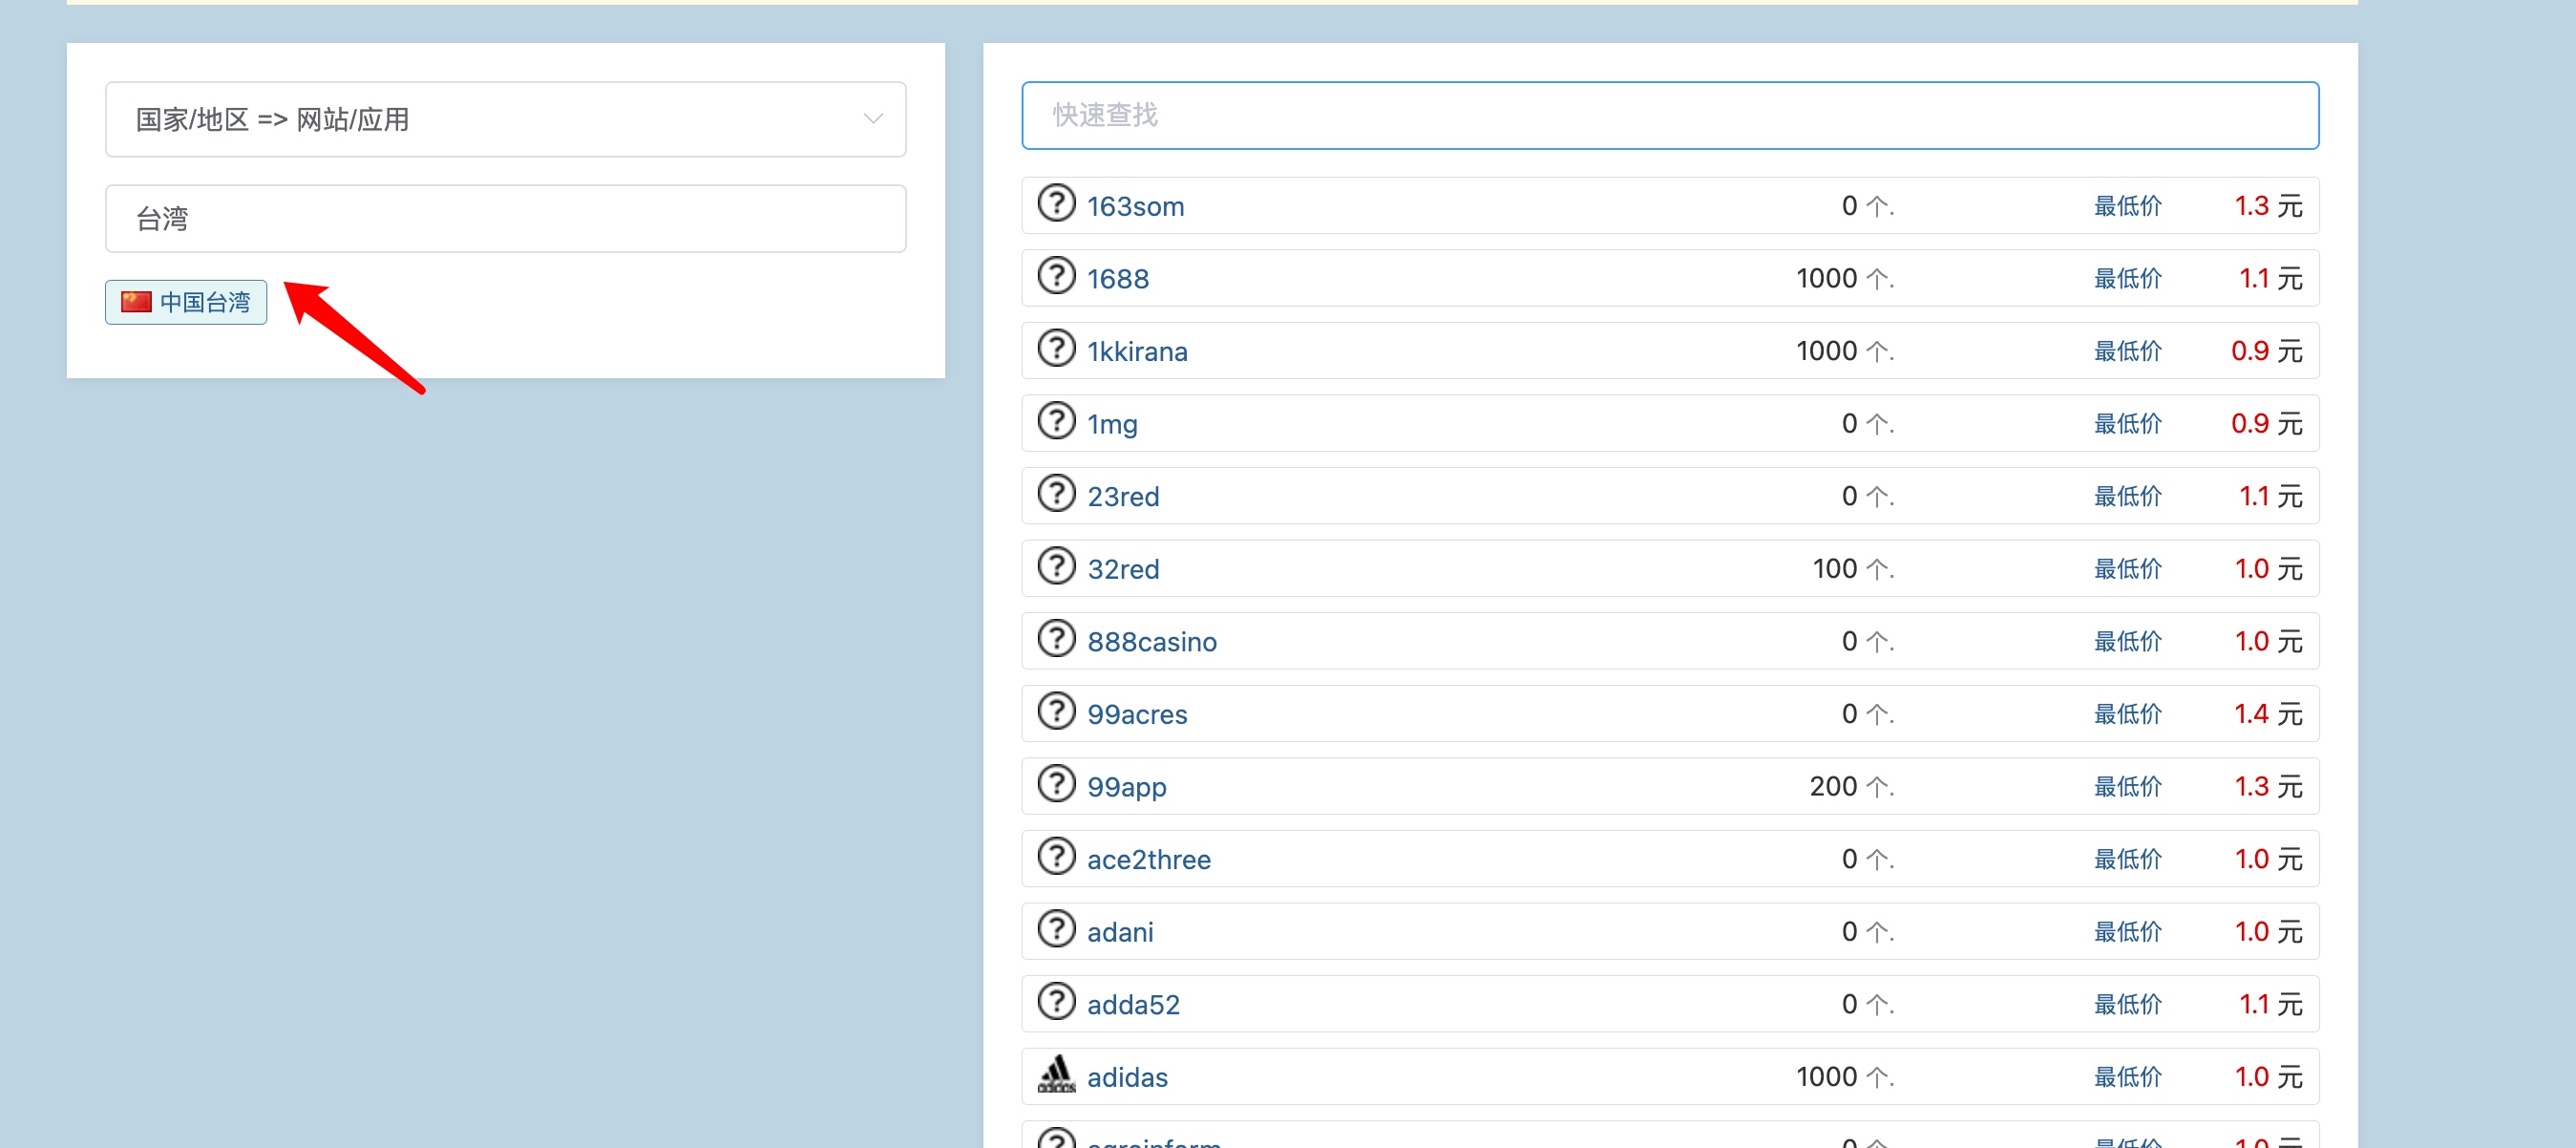 国家/地区 => 网站/应用
台湾
中国台湾
快速查找
163som 0 个. 最低价 1.3 元
1688 1000 个. 最低价 1.1 元
1kkirana 1000 个. 最低价 0.9 元
1mg 0 个. 最低价 0.9 元
23red 0 个. 最低价 1.1 元
32red 100 个. 最低价 1.0 元
888casino 0 个. 最低价 1.0 元
99acres 0 个. 最低价 1.4 元
99app 200 个. 最低价 1.3 元
ace2three 0 个. 最低价 1.0 元
adani 0 个. 最低价 1.0 元
adda52 0 个. 最低价 1.1 元
adidas adidas 1000 个. 最低价 1.0 元